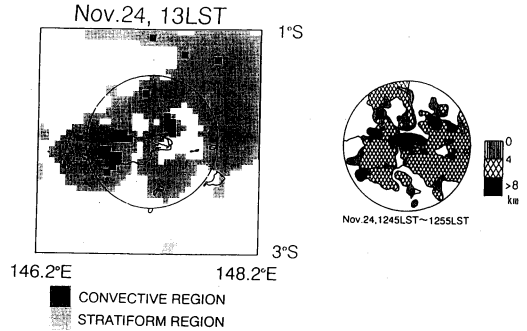 Nov.24, 13LST
1°S
3°S
146.2°E
148.2°E
CONVECTIVE REGION
STRATIFORM REGION
0
4
>8
km
Nov.24,1245LST~1255LST